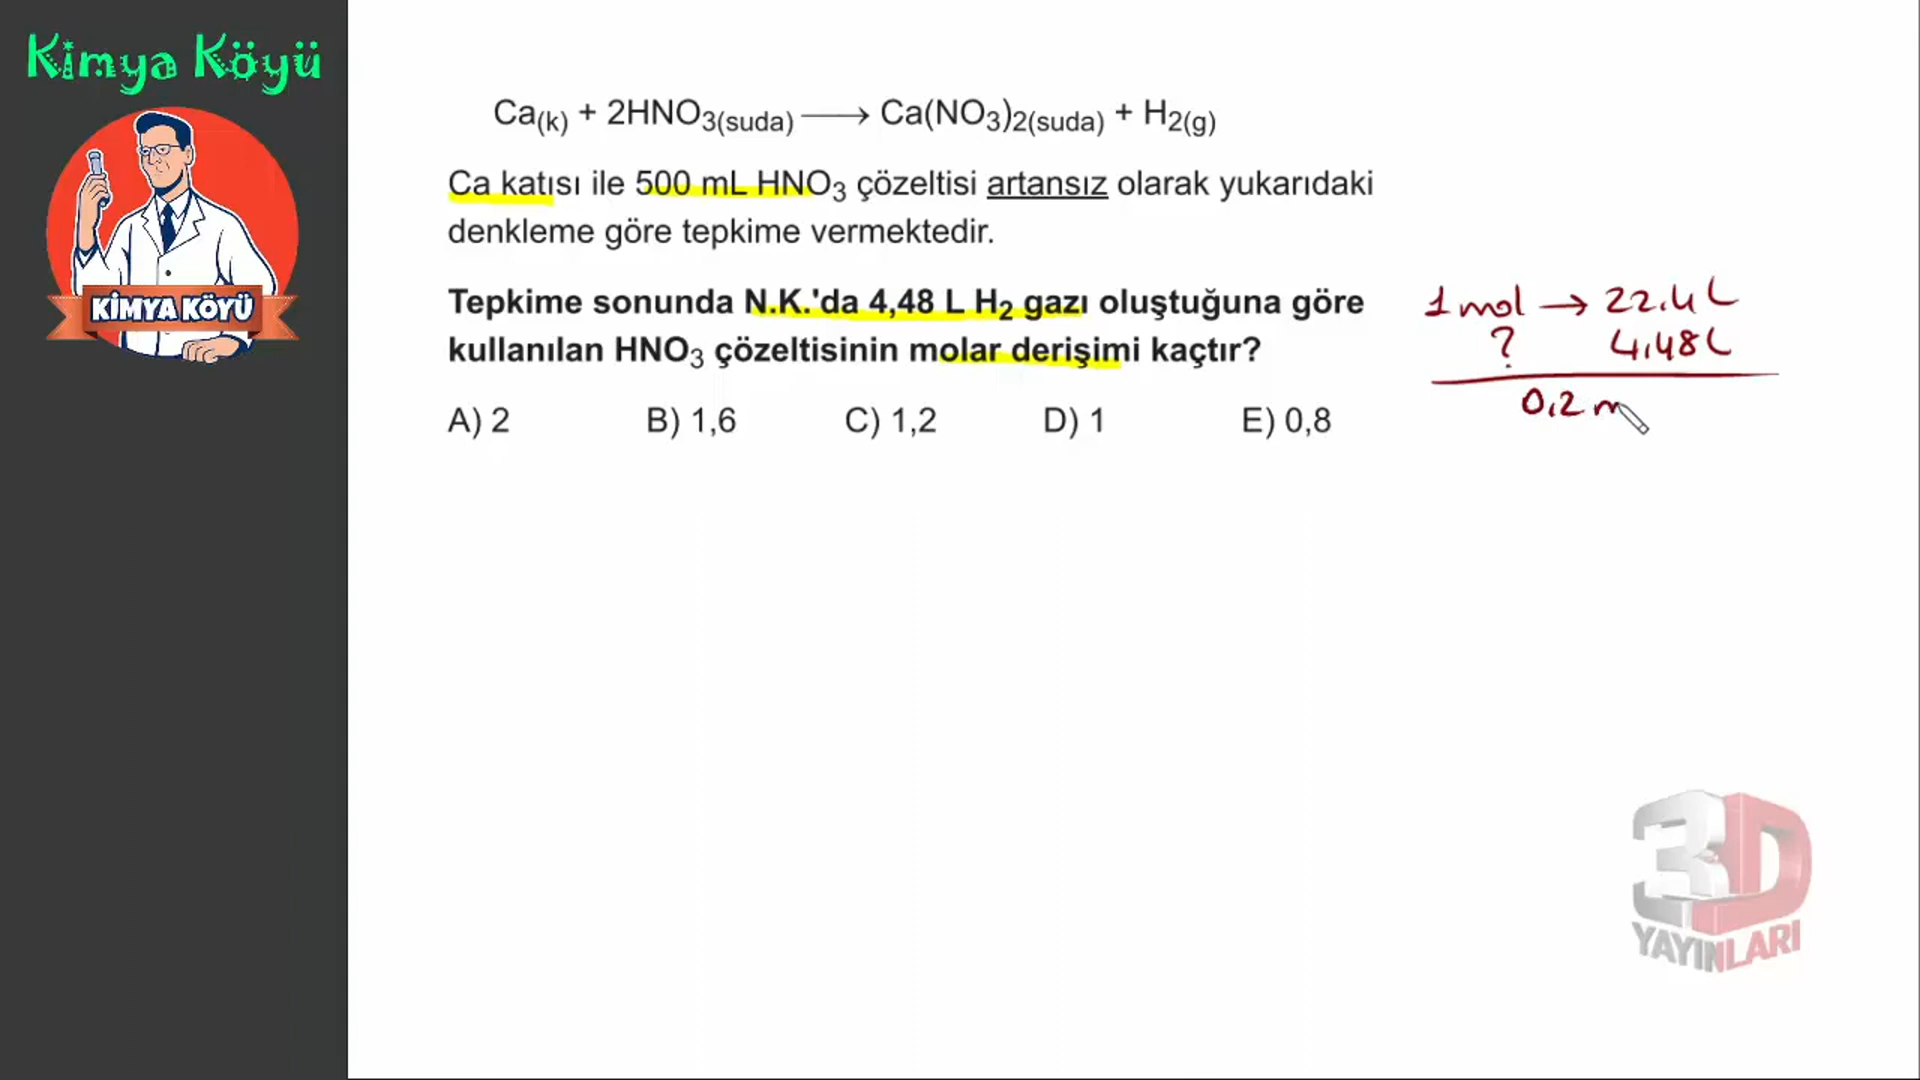 Kimya Köyü
KİMYA KÖYÜ
Ca(k) + 2HNO3(suda) ⟶ Ca(NO3)2(suda) + H2(g)
Ca katısı ile 500 mL HNO3 çözeltisi artansız olarak yukarıdaki
denkleme göre tepkime vermektedir.
Tepkime sonunda N.K.'da 4,48 L H2 gazı oluştuğuna göre
kullanılan HNO3 çözeltisinin molar derişimi kaçtır?
A) 2 B) 1,6 C) 1,2 D) 1 E) 0,8
1 mol → 22,4 L
? 4,48 L
0,2 m
3D
YAYINLARI